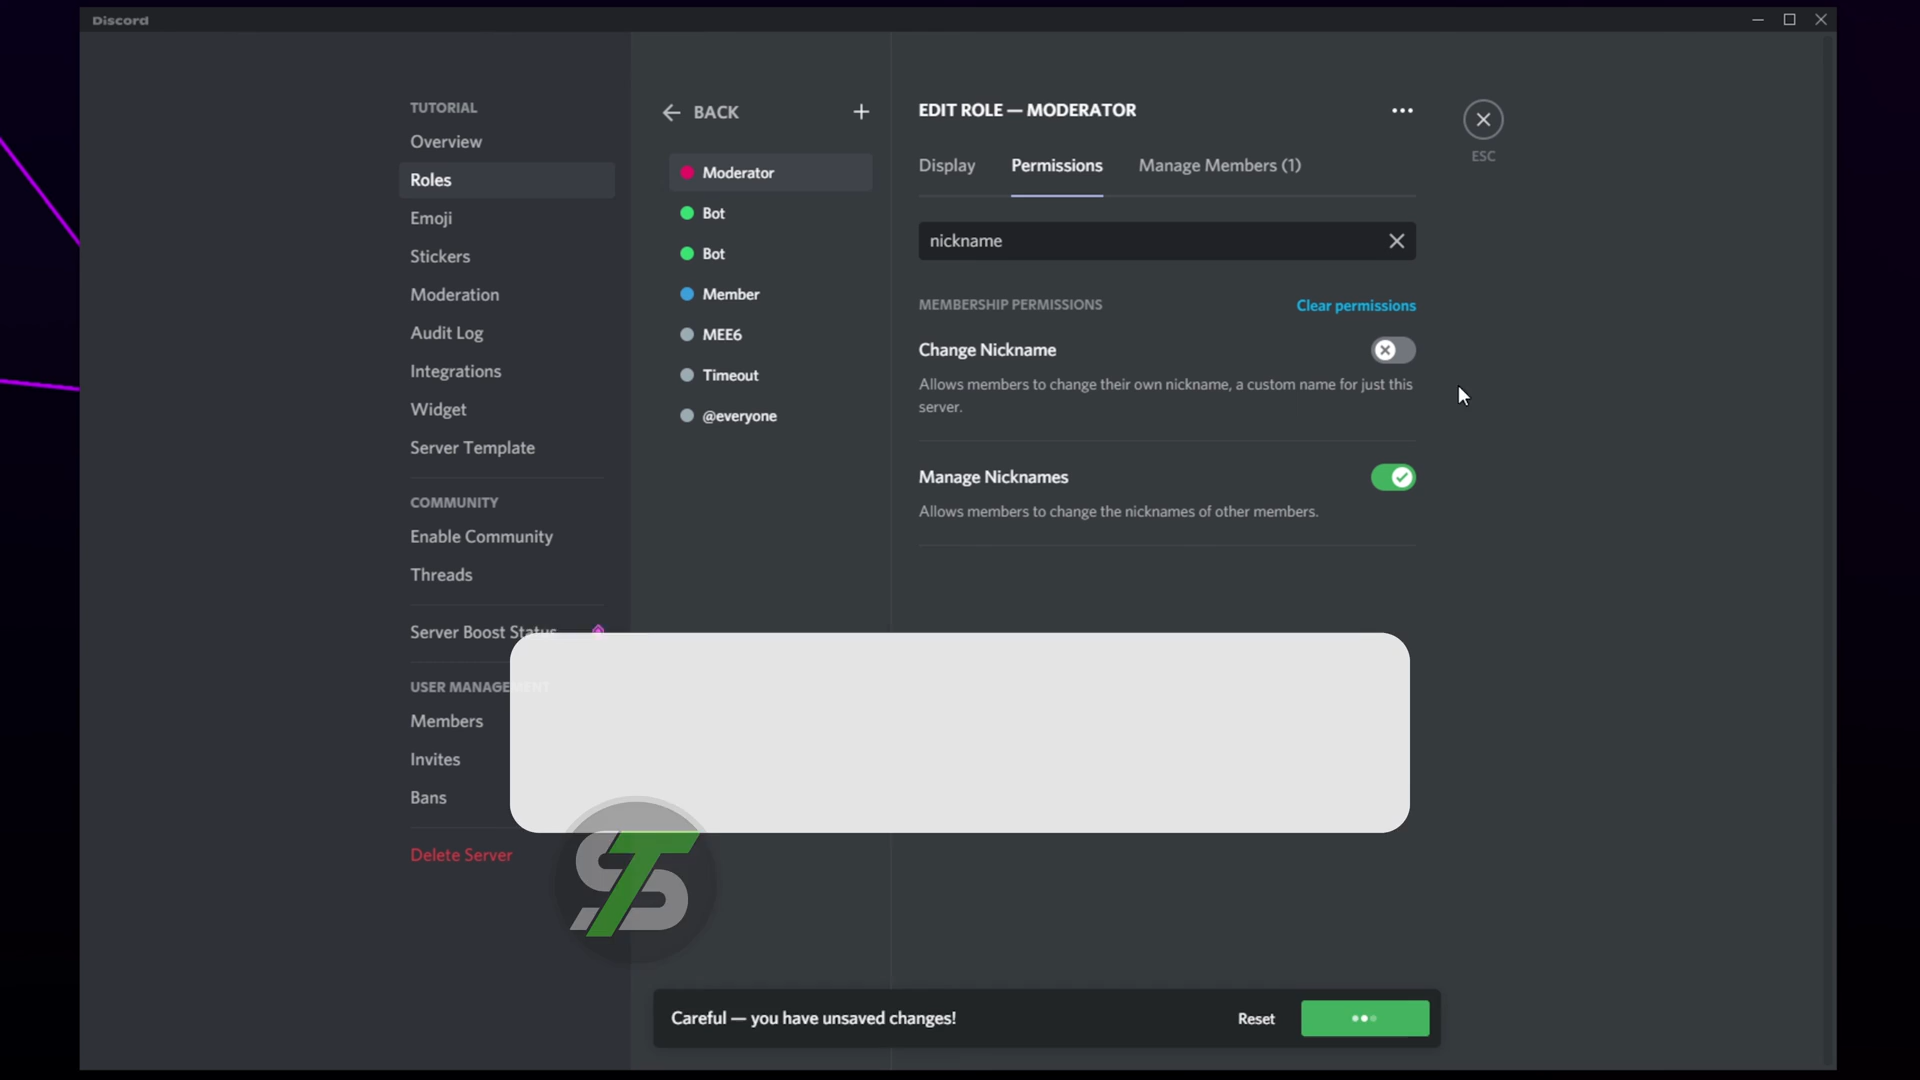 Discord
TUTORIAL
Overview
Roles
Emoji
Stickers
Moderation
Audit Log
Integrations
Widget
Server Template
COMMUNITY
Enable Community
Threads
Server Boost Status
USER MANAGEMENT
Members
Invites
Bans
Delete Server
BACK
Moderator
Bot
Bot
Member
MEE6
Timeout
@everyone
EDIT ROLE — MODERATOR
ESC
Display Permissions Manage Members (1)
nickname
MEMBERSHIP PERMISSIONS Clear permissions
Change Nickname
Allows members to change their own nickname, a custom name for just this
server.
Manage Nicknames
Allows members to change the nicknames of other members.
TS
Careful — you have unsaved changes! Reset